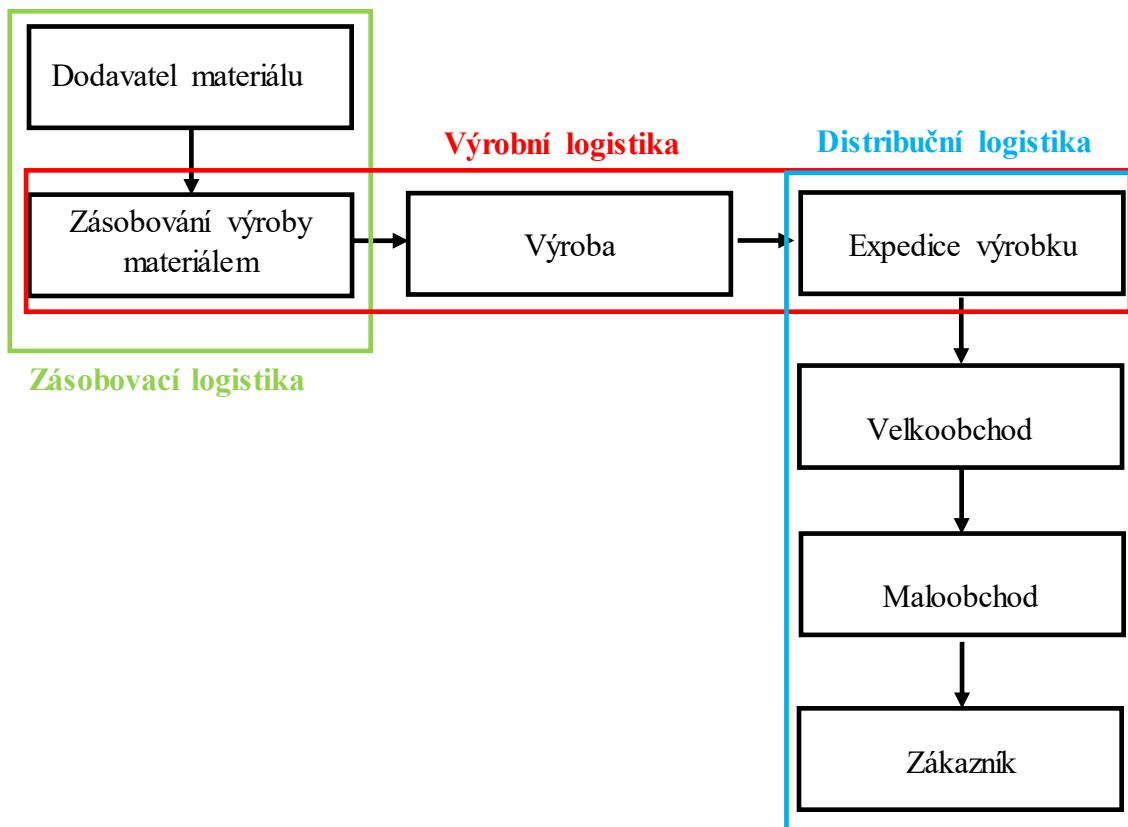 Dodavatel materiálu
Výrobní logistika
Distribuční logistika
Zásobování výroby
materiálem
Výroba
Expedice výrobku
Zásobovací logistika
Velkoobchod
Maloobchod
Zákazník